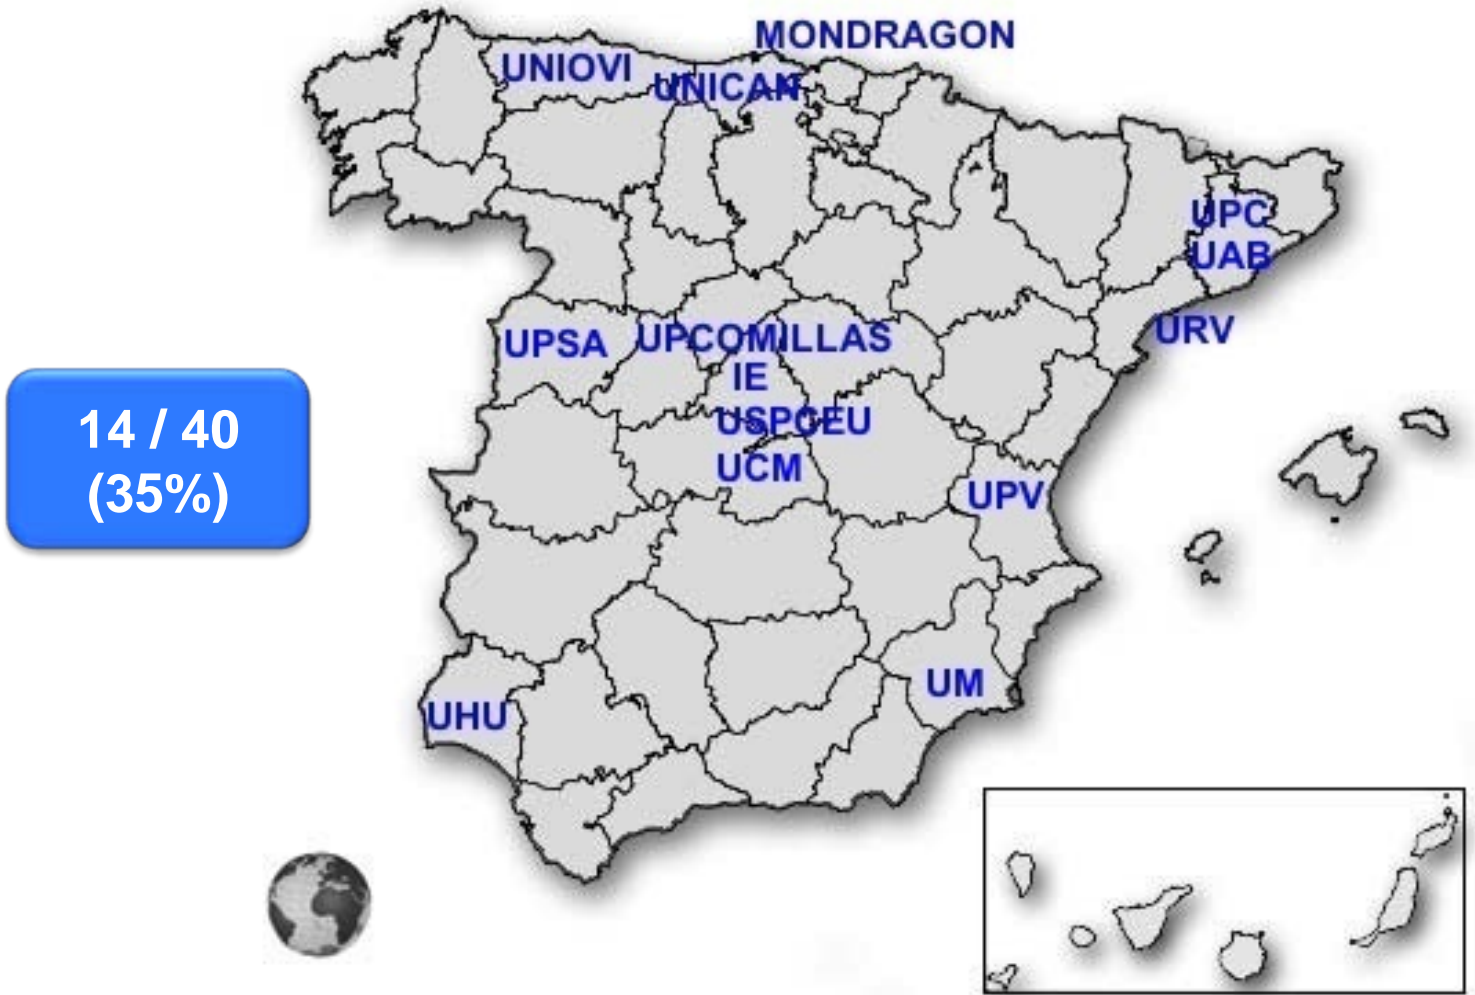 MONDRAGON
UNIOVI
UNICAN
UPC
UAB
URV
UPSA
UPCOMILLAS
IE
USPCEU
UCM
UPV
14 / 40
(35%)
UM
UHU